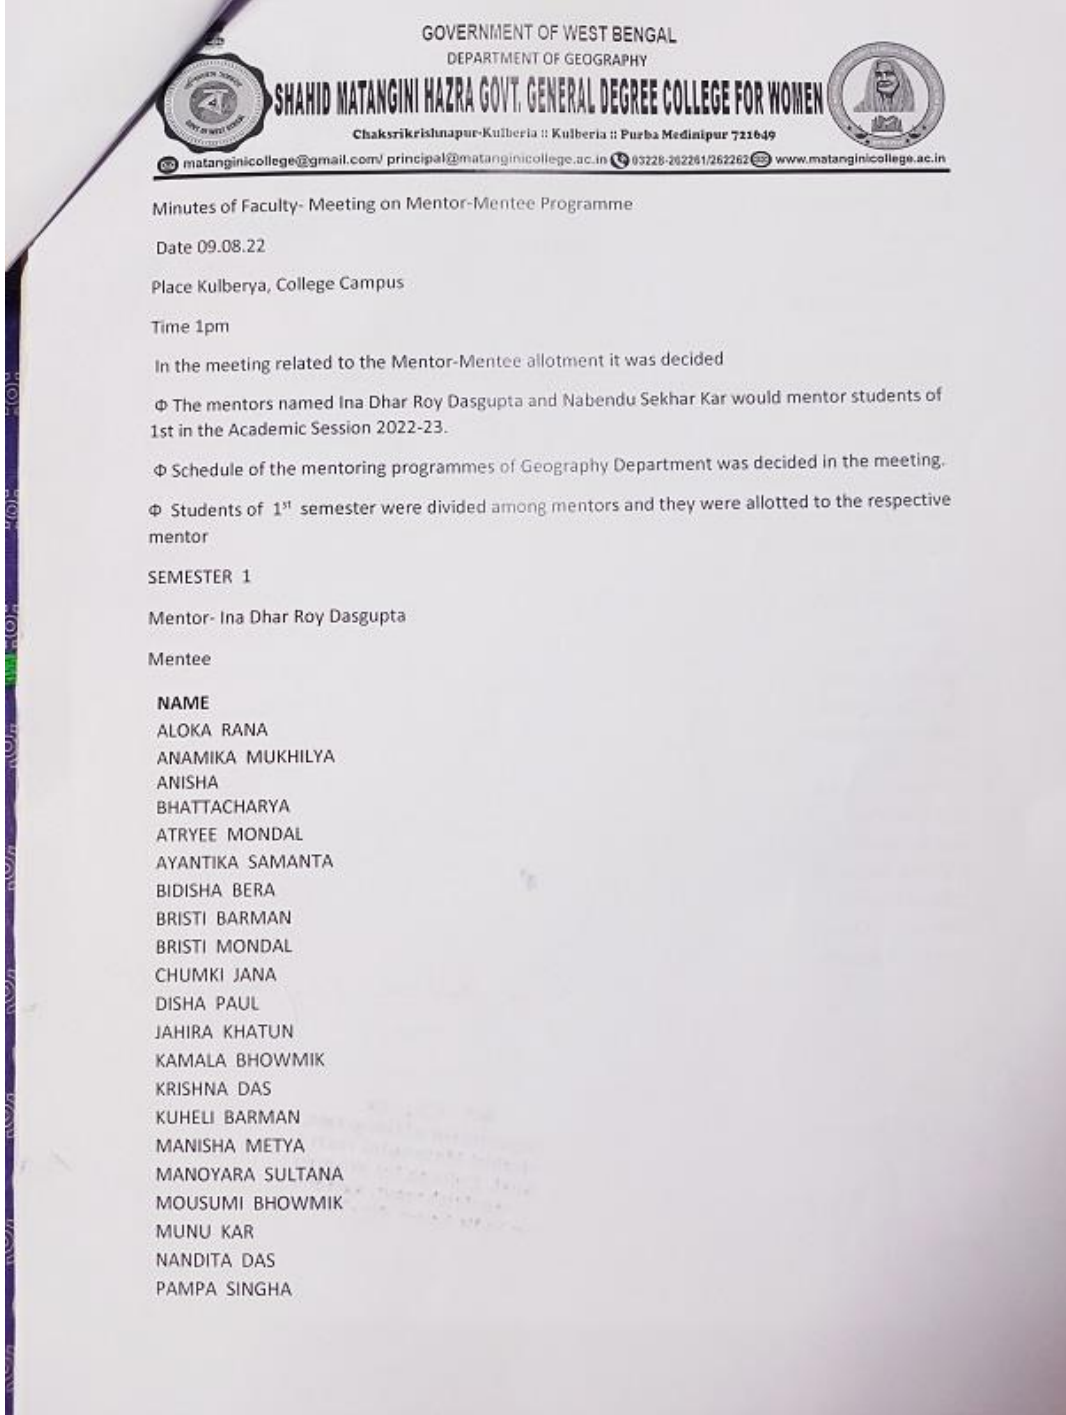 GOVERNMENT OF WEST BENGAL
DEPARTMENT OF GEOGRAPHY
SHAHID MATANGINI HAZRA GOVT. GENERAL DEGREE COLLEGE FOR WOMEN
Chaksrikrishnapur-Kulberia :: Kulberia :: Purba Medinipur 721649
matanginicollege@gmail.com/ principal@matanginicollege.ac.in 03228-262261/262262 www.matanginicollege.ac.in
Minutes of Faculty- Meeting on Mentor-Mentee Programme
Date 09.08.22
Place Kulberya, College Campus
Time 1pm
In the meeting related to the Mentor-Mentee allotment it was decided
Φ The mentors named Ina Dhar Roy Dasgupta and Nabendu Sekhar Kar would mentor students of
1st in the Academic Session 2022-23.
Φ Schedule of the mentoring programmes of Geography Department was decided in the meeting.
Φ Students of 1st semester were divided among mentors and they were allotted to the respective
mentor
SEMESTER 1
Mentor- Ina Dhar Roy Dasgupta
Mentee
NAME
ALOKA RANA
ANAMIKA MUKHILYA
ANISHA
BHATTACHARYA
ATRYEE MONDAL
AYANTIKA SAMANTA
BIDISHA BERA
BRISTI BARMAN
BRISTI MONDAL
CHUMKI JANA
DISHA PAUL
JAHIRA KHATUN
KAMALA BHOWMIK
KRISHNA DAS
KUHELI BARMAN
MANISHA METYA
MANOYARA SULTANA
MOUSUMI BHOWMIK
MUNU KAR
NANDITA DAS
PAMPA SINGHA